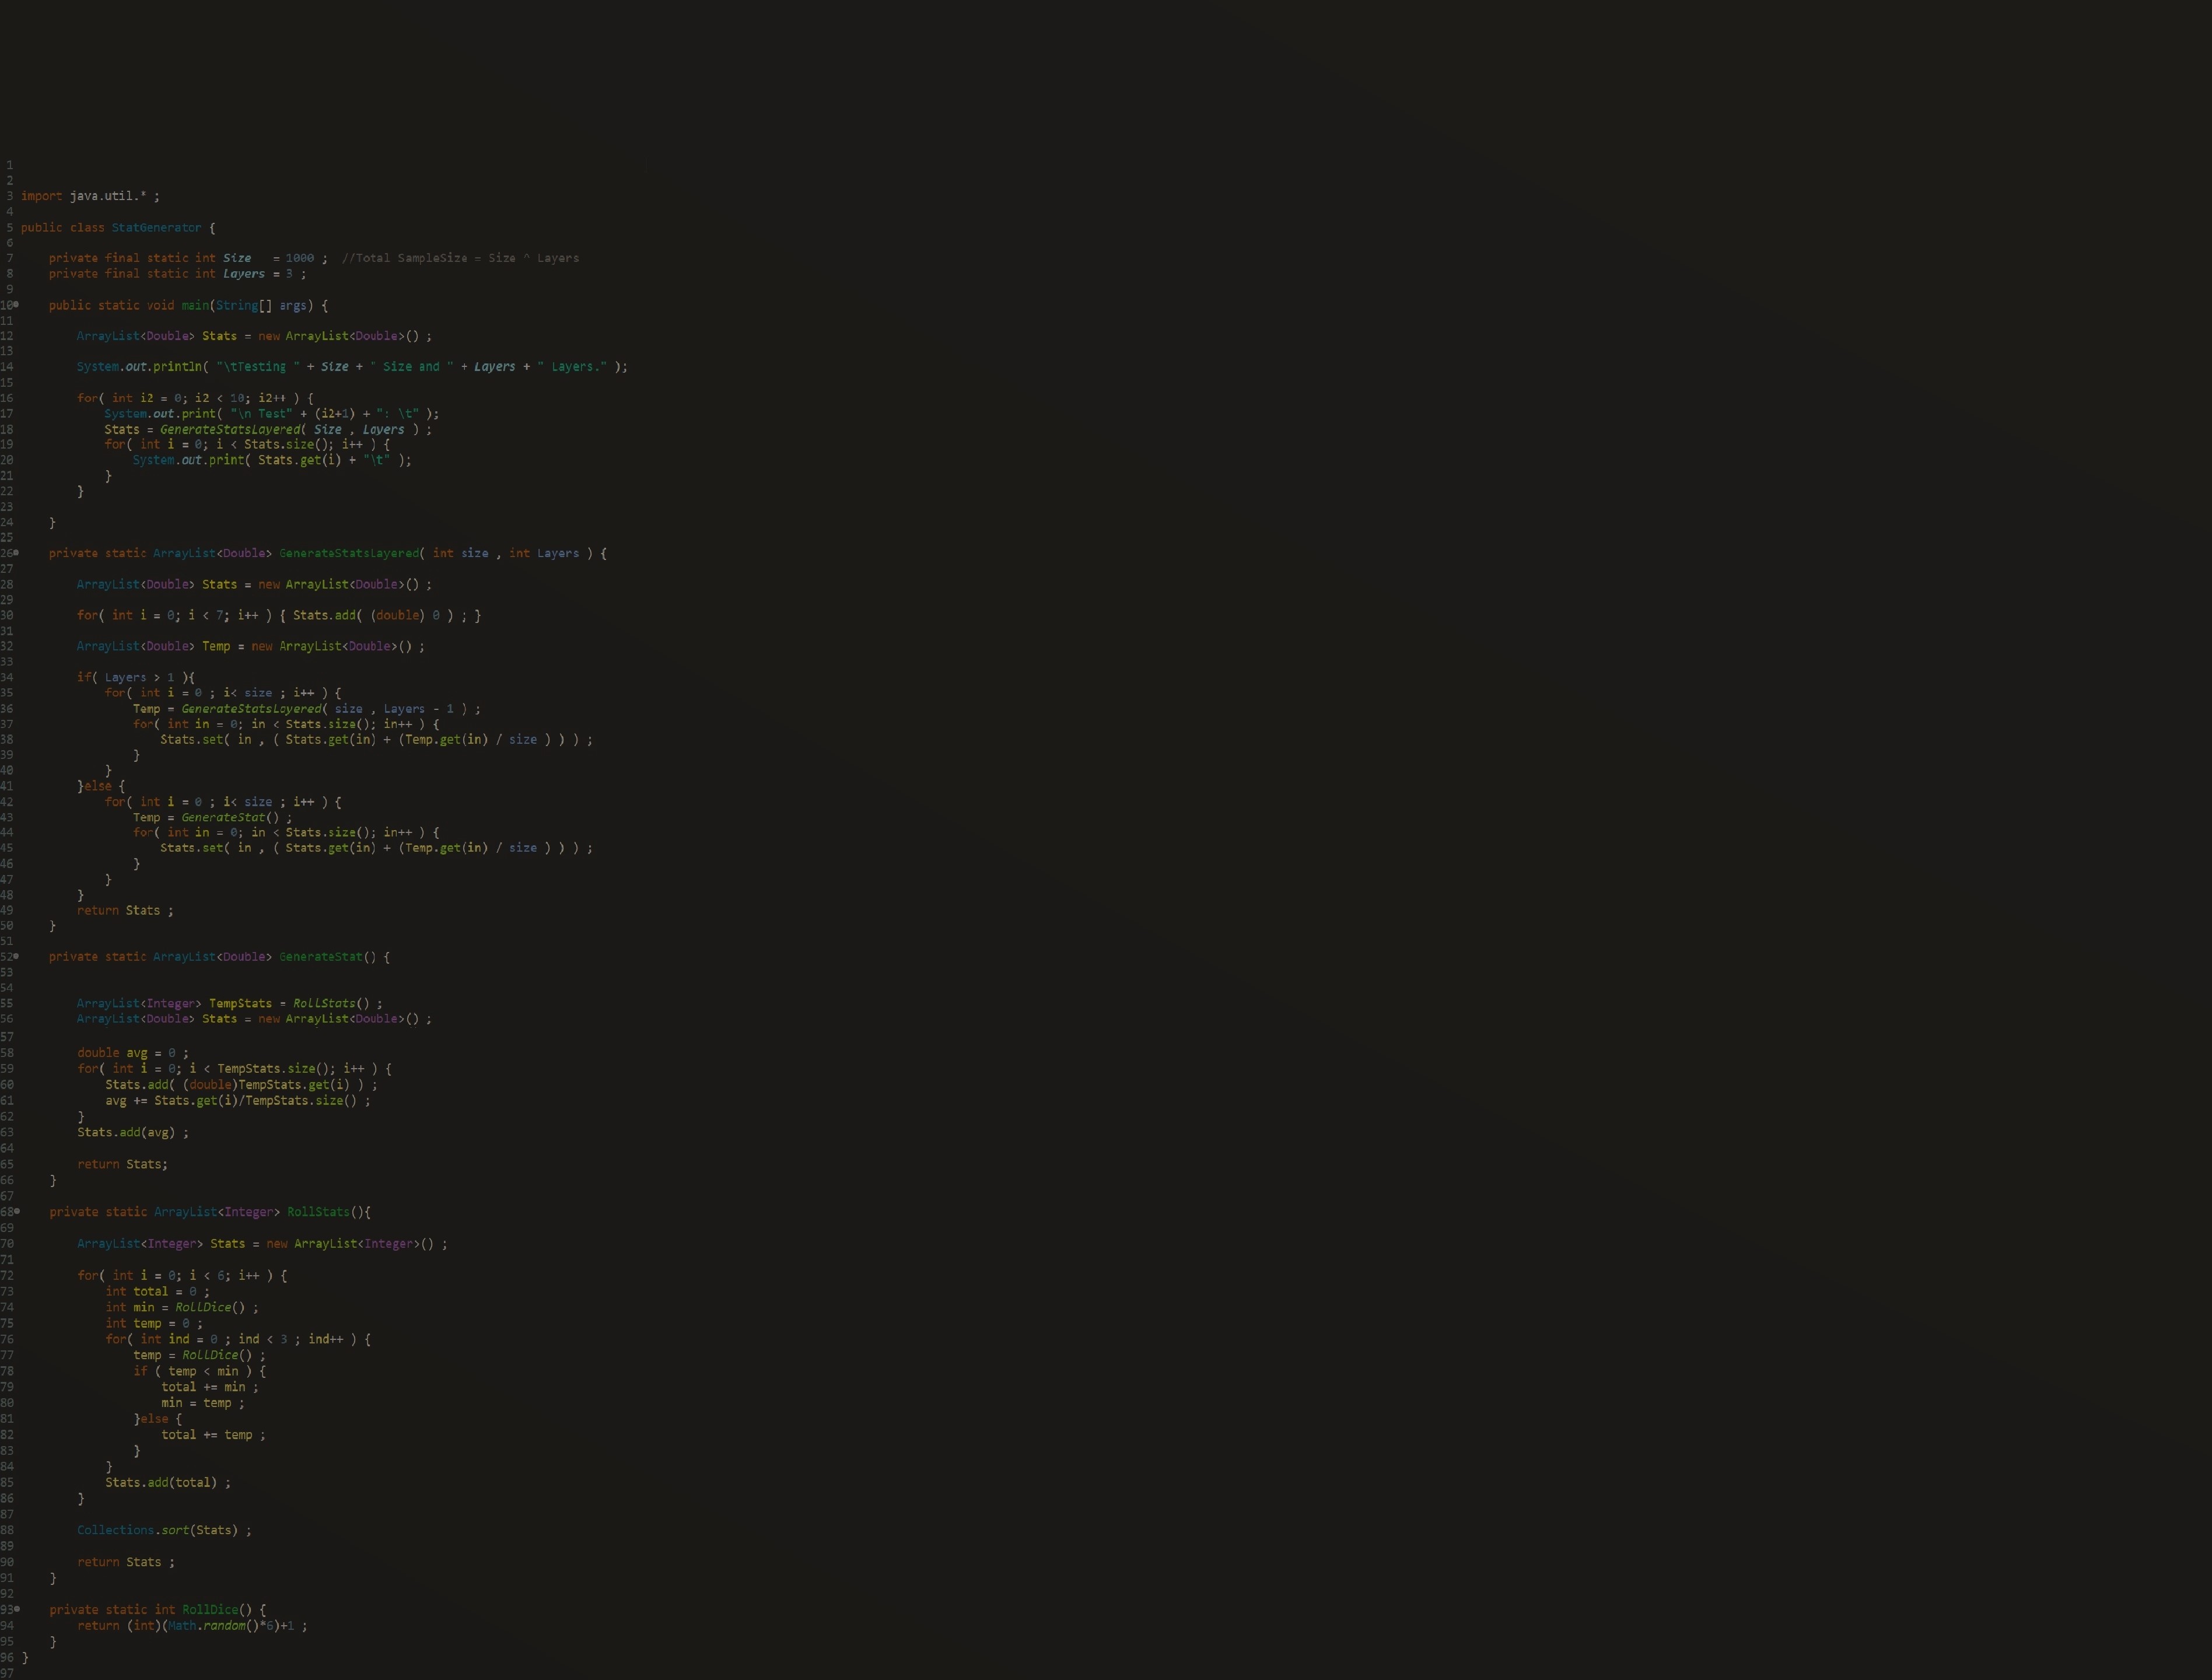 1
2
3 import java.util.* ;
4
5 public class StatGenerator {
6
7     private final static int Size   = 1000 ;  //Total SampleSize = Size ^ Layers
8     private final static int Layers = 3 ;
9
10    public static void main(String[] args) {
11
12        ArrayList<Double> Stats = new ArrayList<Double>() ;
13
14        System.out.println( "\tTesting " + Size + " Size and " + Layers + " Layers." );
15
16        for( int i2 = 0; i2 < 10; i2++ ) {
17            System.out.print( "\n Test" + (i2+1) + ": \t" );
18            Stats = GenerateStatsLayered( Size , Layers ) ;
19            for( int i = 0; i < Stats.size(); i++ ) {
20                System.out.print( Stats.get(i) + "\t" );
21            }
22        }
23
24    }
25
26    private static ArrayList<Double> GenerateStatsLayered( int size , int Layers ) {
27
28        ArrayList<Double> Stats = new ArrayList<Double>() ;
29
30        for( int i = 0; i < 7; i++ ) { Stats.add( (double) 0 ) ; }
31
32        ArrayList<Double> Temp = new ArrayList<Double>() ;
33
34        if( Layers > 1 ){
35            for( int i = 0 ; i< size ; i++ ) {
36                Temp = GenerateStatsLayered( size , Layers - 1 ) ;
37                for( int in = 0; in < Stats.size(); in++ ) {
38                    Stats.set( in , ( Stats.get(in) + (Temp.get(in) / size ) ) ) ;
39                }
40            }
41        }else {
42            for( int i = 0 ; i< size ; i++ ) {
43                Temp = GenerateStat() ;
44                for( int in = 0; in < Stats.size(); in++ ) {
45                    Stats.set( in , ( Stats.get(in) + (Temp.get(in) / size ) ) ) ;
46                }
47            }
48        }
49        return Stats ;
50    }
51
52    private static ArrayList<Double> GenerateStat() {
53
54
55        ArrayList<Integer> TempStats = RollStats() ;
56        ArrayList<Double> Stats = new ArrayList<Double>() ;
57
58        double avg = 0 ;
59        for( int i = 0; i < TempStats.size(); i++ ) {
60            Stats.add( (double)TempStats.get(i) ) ;
61            avg += Stats.get(i)/TempStats.size() ;
62        }
63        Stats.add(avg) ;
64
65        return Stats;
66    }
67
68    private static ArrayList<Integer> RollStats(){
69
70        ArrayList<Integer> Stats = new ArrayList<Integer>() ;
71
72        for( int i = 0; i < 6; i++ ) {
73            int total = 0 ;
74            int min = RollDice() ;
75            int temp = 0 ;
76            for( int ind = 0 ; ind < 3 ; ind++ ) {
77                temp = RollDice() ;
78                if ( temp < min ) {
79                    total += min ;
80                    min = temp ;
81                }else {
82                    total += temp ;
83                }
84            }
85            Stats.add(total) ;
86        }
87
88        Collections.sort(Stats) ;
89
90        return Stats ;
91    }
92
93    private static int RollDice() {
94        return (int)(Math.random()*6)+1 ;
95    }
96 }
97